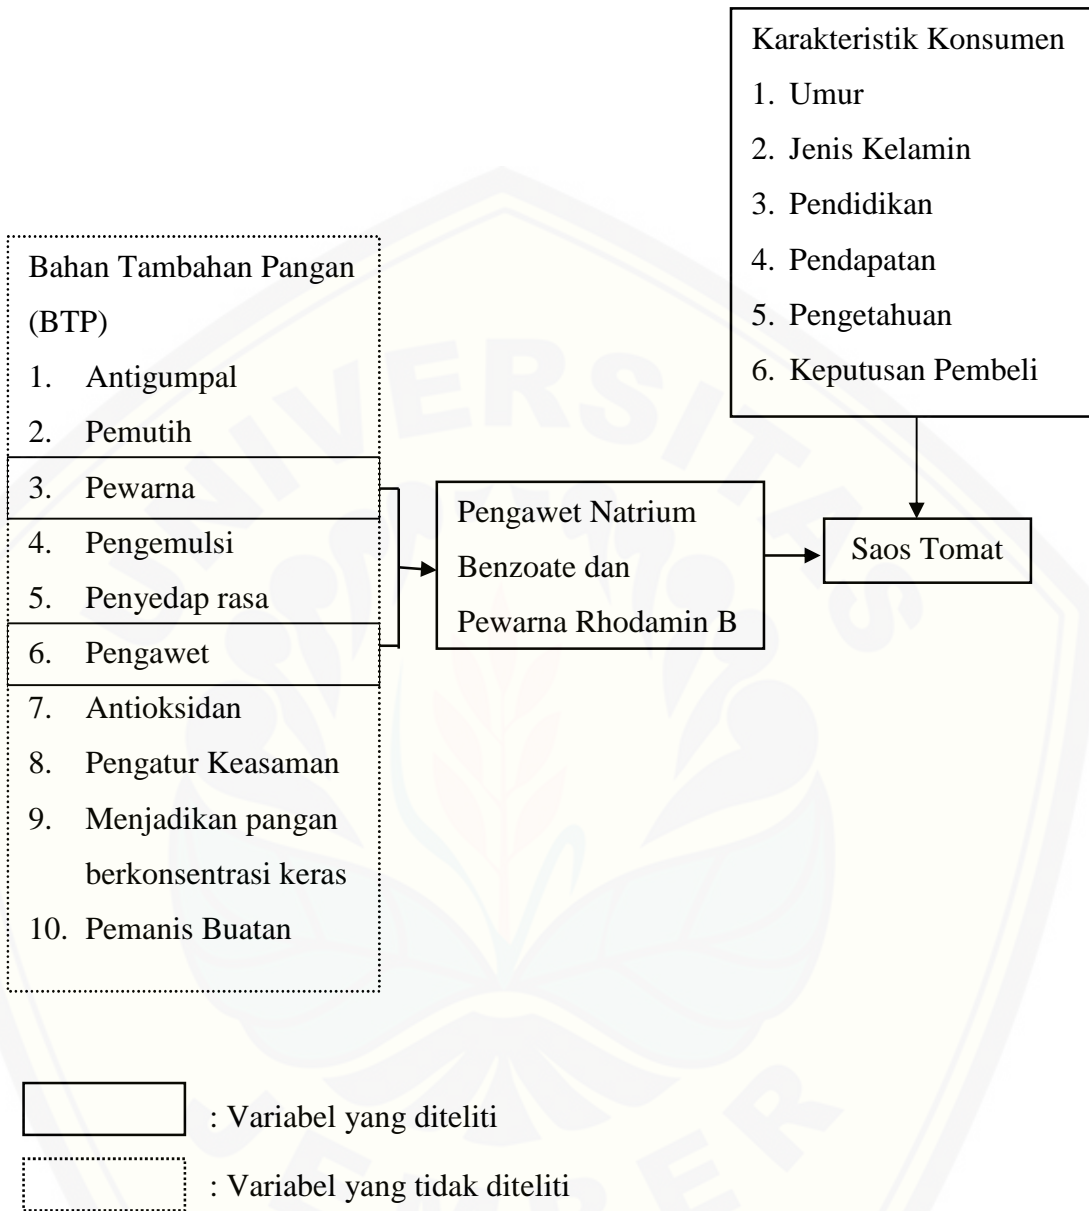 Karakteristik Konsumen
1. Umur
2. Jenis Kelamin
3. Pendidikan
4. Pendapatan
5. Pengetahuan
6. Keputusan Pembeli
Bahan Tambahan Pangan
(BTP)
1. Antigumpal
2. Pemutih
3. Pewarna
4. Pengemulsi
5. Penyedap rasa
6. Pengawet
7. Antioksidan
8. Pengatur Keasaman
9. Menjadikan pangan
berkonsentrasi keras
10. Pemanis Buatan
Pengawet Natrium
Benzoate dan
Pewarna Rhodamin B
Saos Tomat
: Variabel yang diteliti
: Variabel yang tidak diteliti
UNIVERSITAS
JEMBER